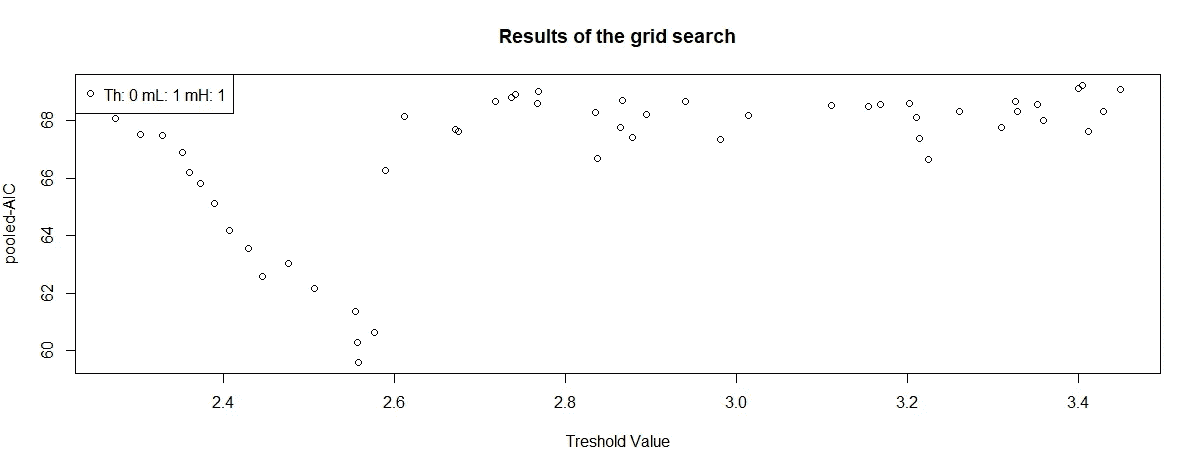 Results of the grid search
Th: 0 mL: 1 mH: 1
pooled-AIC
68
66
64
62
60
2.4 2.6 2.8 3.0 3.2 3.4
Treshold Value